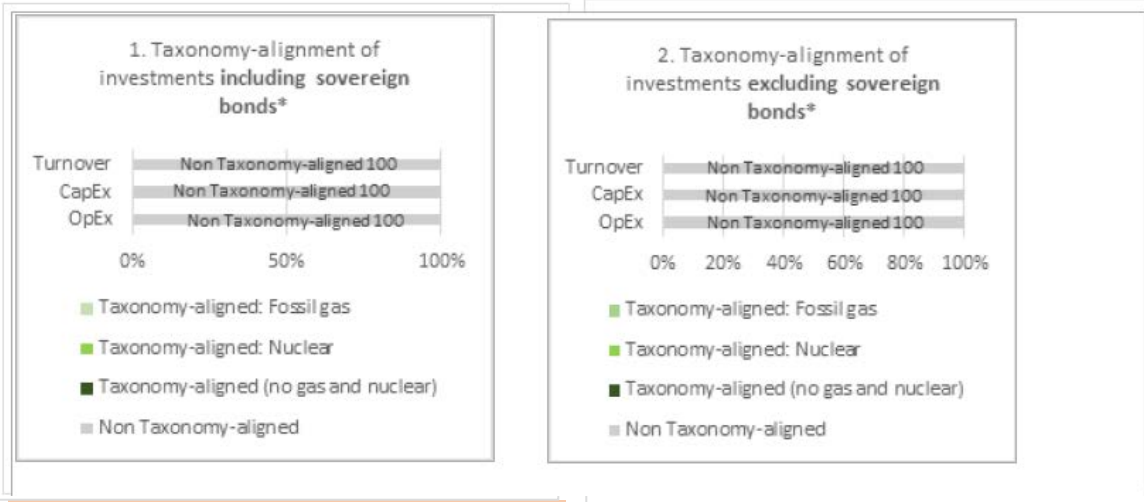 1. Taxonomy-alignment of
investments including sovereign
bonds*
Turnover
Non Taxonomy-aligned 100
CapEx
Non Taxonomy-aligned 100
OpEx
Non Taxonomy-aligned 100
0% 50% 100%
Taxonomy-aligned: Fossil gas
Taxonomy-aligned: Nuclear
Taxonomy-aligned (no gas and nuclear)
Non Taxonomy-aligned
2. Taxonomy-alignment of
investments excluding sovereign
bonds*
Turnover
Non Taxonomy-aligned 100
CapEx
Non Taxonomy-aligned 100
OpEx
Non Taxonomy-aligned 100
0% 20% 40% 60% 80% 100%
Taxonomy-aligned: Fossil gas
Taxonomy-aligned: Nuclear
Taxonomy-aligned (no gas and nuclear)
Non Taxonomy-aligned